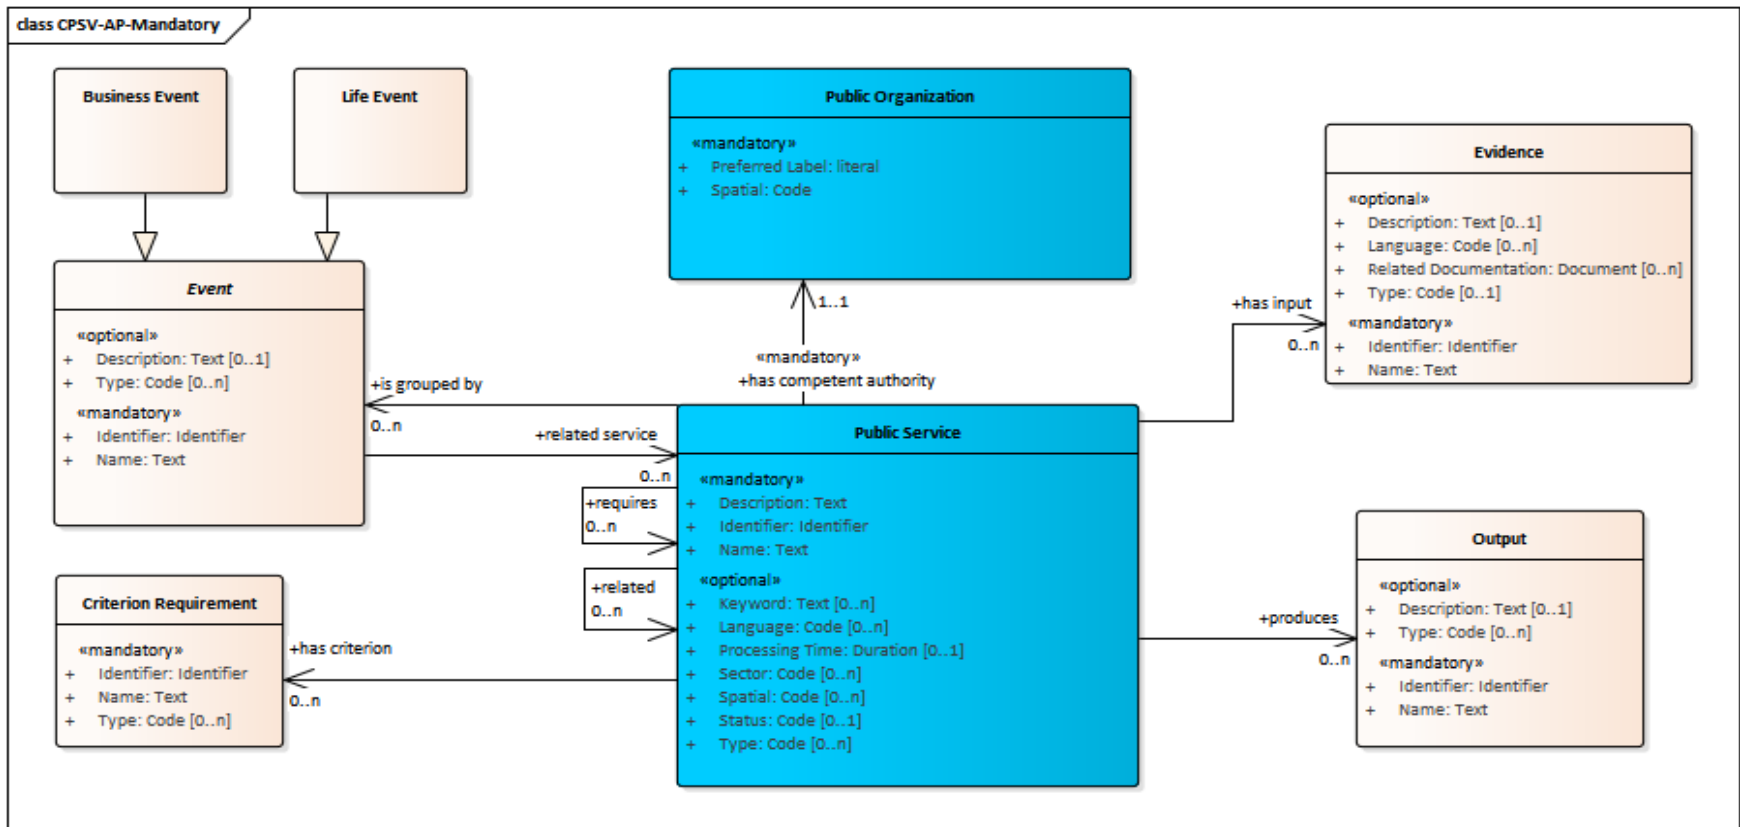 class CPSV-AP-Mandatory
Business Event
Life Event
Public Organization
«mandatory»
+ Preferred Label: literal
+ Spatial: Code
Evidence
«optional»
+ Description: Text [0..1]
+ Language: Code [0..n]
+ Related Documentation: Document [0..n]
+ Type: Code [0..1]
«mandatory»
+ Identifier: Identifier
+ Name: Text
Event
«optional»
+ Description: Text [0..1]
+ Type: Code [0..n]
«mandatory»
+ Identifier: Identifier
+ Name: Text
1..1
«mandatory»
+has competent authority
+has input
0..n
+is grouped by
0..n
+related service
0..n
+requires
0..n
+related
0..n
Public Service
«mandatory»
+ Description: Text
+ Identifier: Identifier
+ Name: Text
«optional»
+ Keyword: Text [0..n]
+ Language: Code [0..n]
+ Processing Time: Duration [0..1]
+ Sector: Code [0..n]
+ Spatial: Code [0..n]
+ Status: Code [0..1]
+ Type: Code [0..n]
Criterion Requirement
«mandatory»
+ Identifier: Identifier
+ Name: Text
+ Type: Code [0..n]
+has criterion
0..n
+produces
0..n
Output
«optional»
+ Description: Text [0..1]
+ Type: Code [0..n]
«mandatory»
+ Identifier: Identifier
+ Name: Text